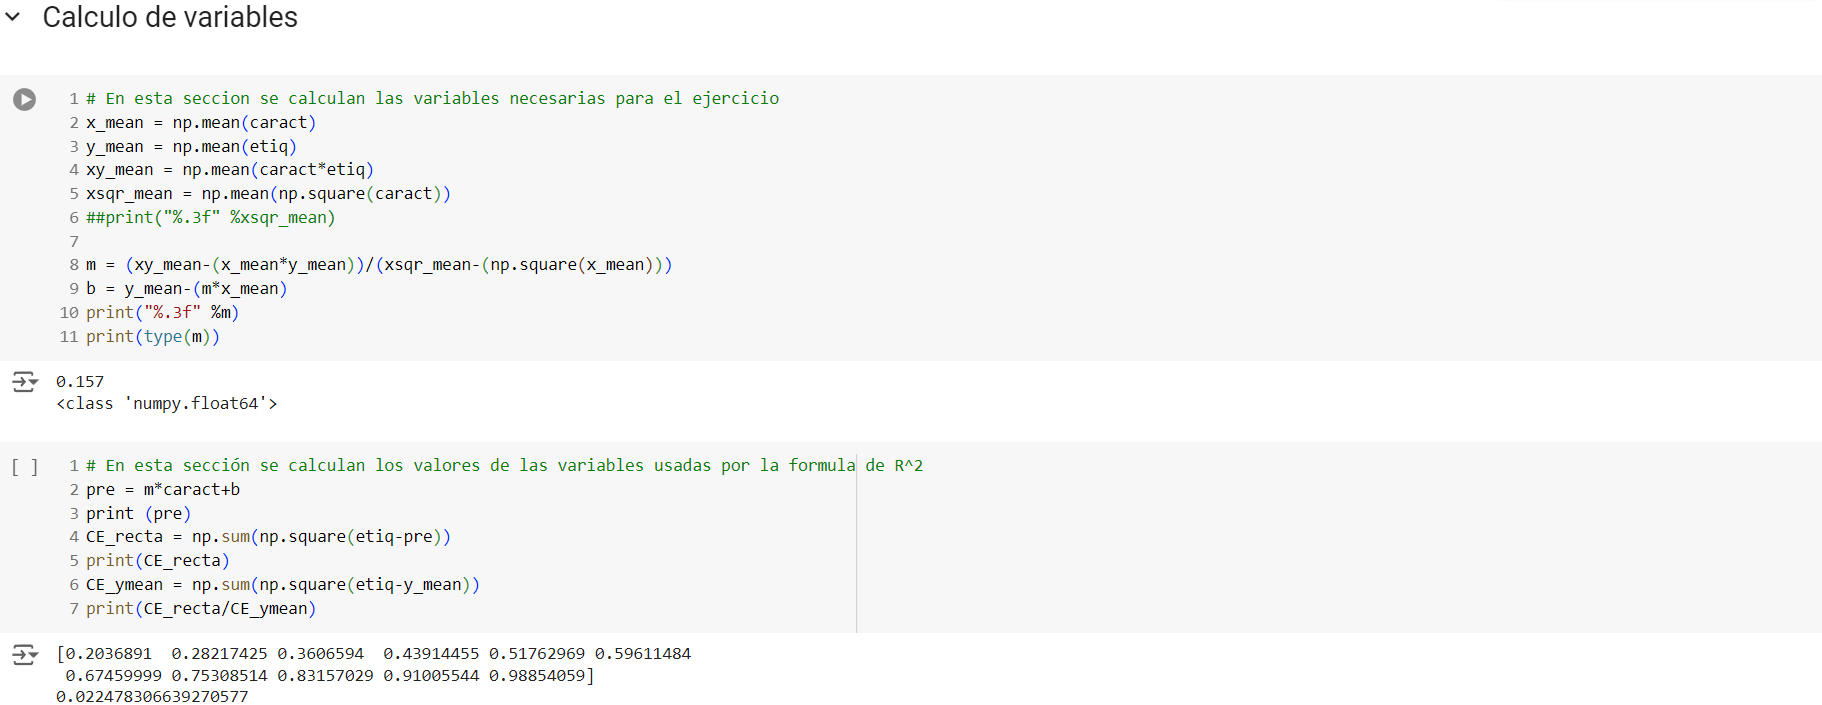 Calculo de variables
1 # En esta seccion se calculan las variables necesarias para el ejercicio
2 x_mean = np.mean(caract)
3 y_mean = np.mean(etiq)
4 xy_mean = np.mean(caract*etiq)
5 xsqr_mean = np.mean(np.square(caract))
6 ##print("%.3f" %xsqr_mean)
7
8 m = (xy_mean-(x_mean*y_mean))/(xsqr_mean-(np.square(x_mean)))
9 b = y_mean-(m*x_mean)
10 print("%.3f" %m)
11 print(type(m))
0.157
<class 'numpy.float64'>
[ ] 1 # En esta sección se calculan los valores de las variables usadas por la formula de R^2
2 pre = m*caract+b
3 print (pre)
4 CE_recta = np.sum(np.square(etiq-pre))
5 print(CE_recta)
6 CE_ymean = np.sum(np.square(etiq-y_mean))
7 print(CE_recta/CE_ymean)
[0.2036891  0.28217425 0.3606594  0.43914455 0.51762969 0.59611484
0.67459999 0.75308514 0.83157029 0.91005544 0.98854059]
0.022478306639270577